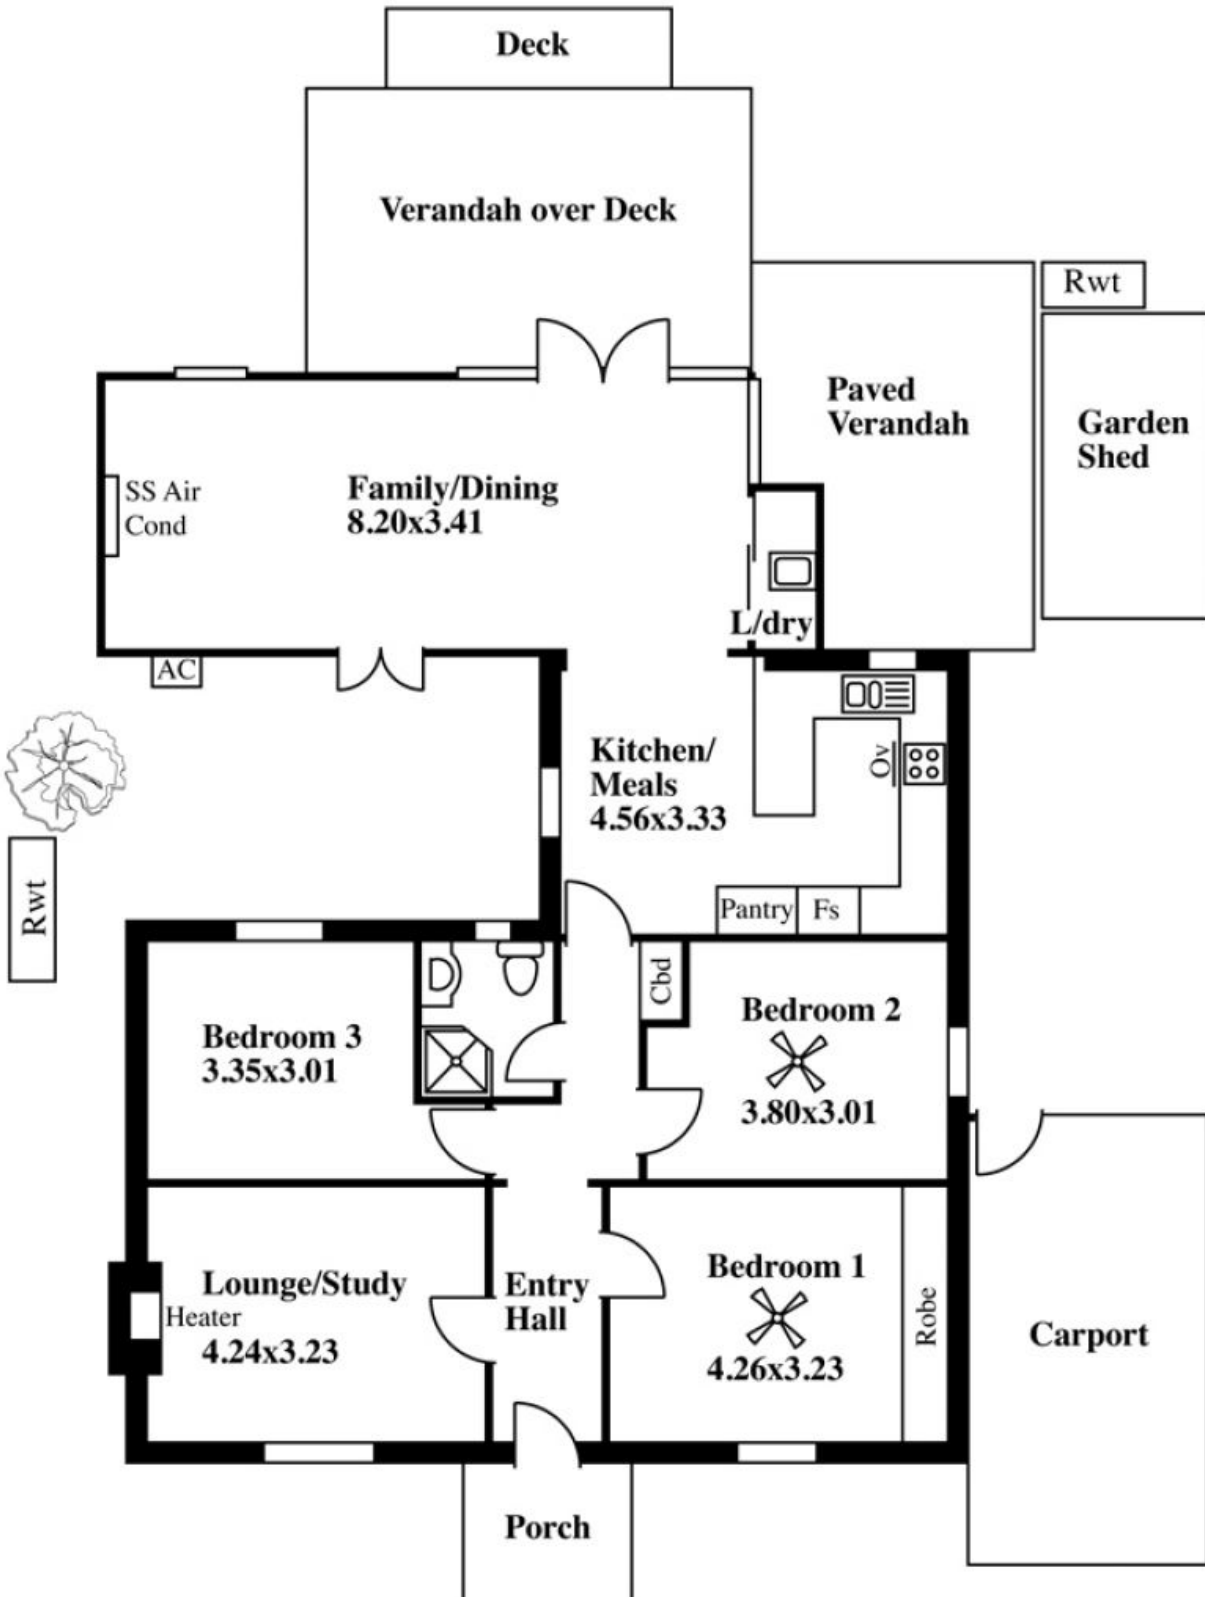 Deck
Verandah over Deck
Rwt
Paved
Verandah
Garden
Shed
SS Air
Cond
Family/Dining
8.20x3.41
L/dry
AC
Kitchen/
Meals
4.56x3.33
Ov
Rwt
Pantry
Fs
Cbd
Bedroom 3
3.35x3.01
Bedroom 2
3.80x3.01
Lounge/Study
Heater
4.24x3.23
Entry
Hall
Bedroom 1
4.26x3.23
Robe
Carport
Porch